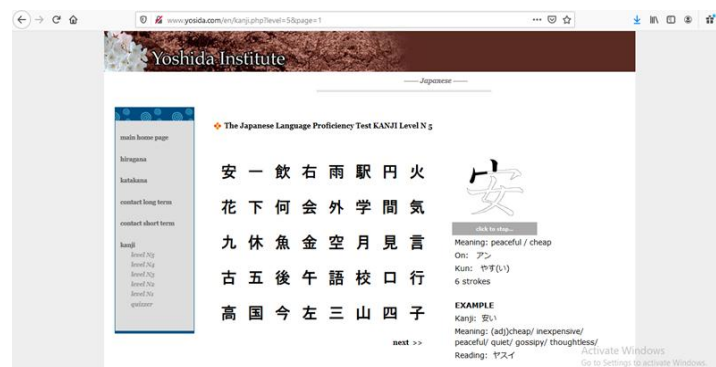 www.yosida.com/en/kanji.php?level=5&page=1
Yoshida Institute
Japanese
The Japanese Language Proficiency Test KANJI Level N 5
main home page
hiragana
katakana
contact long term
contact short term
kanji
level N5
level N4
level N3
level N2
level N1
quizzer
安 一 飲 右 雨 駅 円 火
花 下 何 会 外 学 間 気
九 休 魚 金 空 月 見 言
古 五 後 午 語 校 口 行
高 国 今 左 三 山 四 子
next >>
安
click to stop...
Meaning: peaceful / cheap
On: アン
Kun: やす(い)
6 strokes
EXAMPLE
Kanji: 安い
Meaning: (adj)cheap/ inexpensive/
peaceful/ quiet/ gossipy/ thoughtless/
Reading: ヤスイ
Activate Windows
Go to Settings to activate Windows.